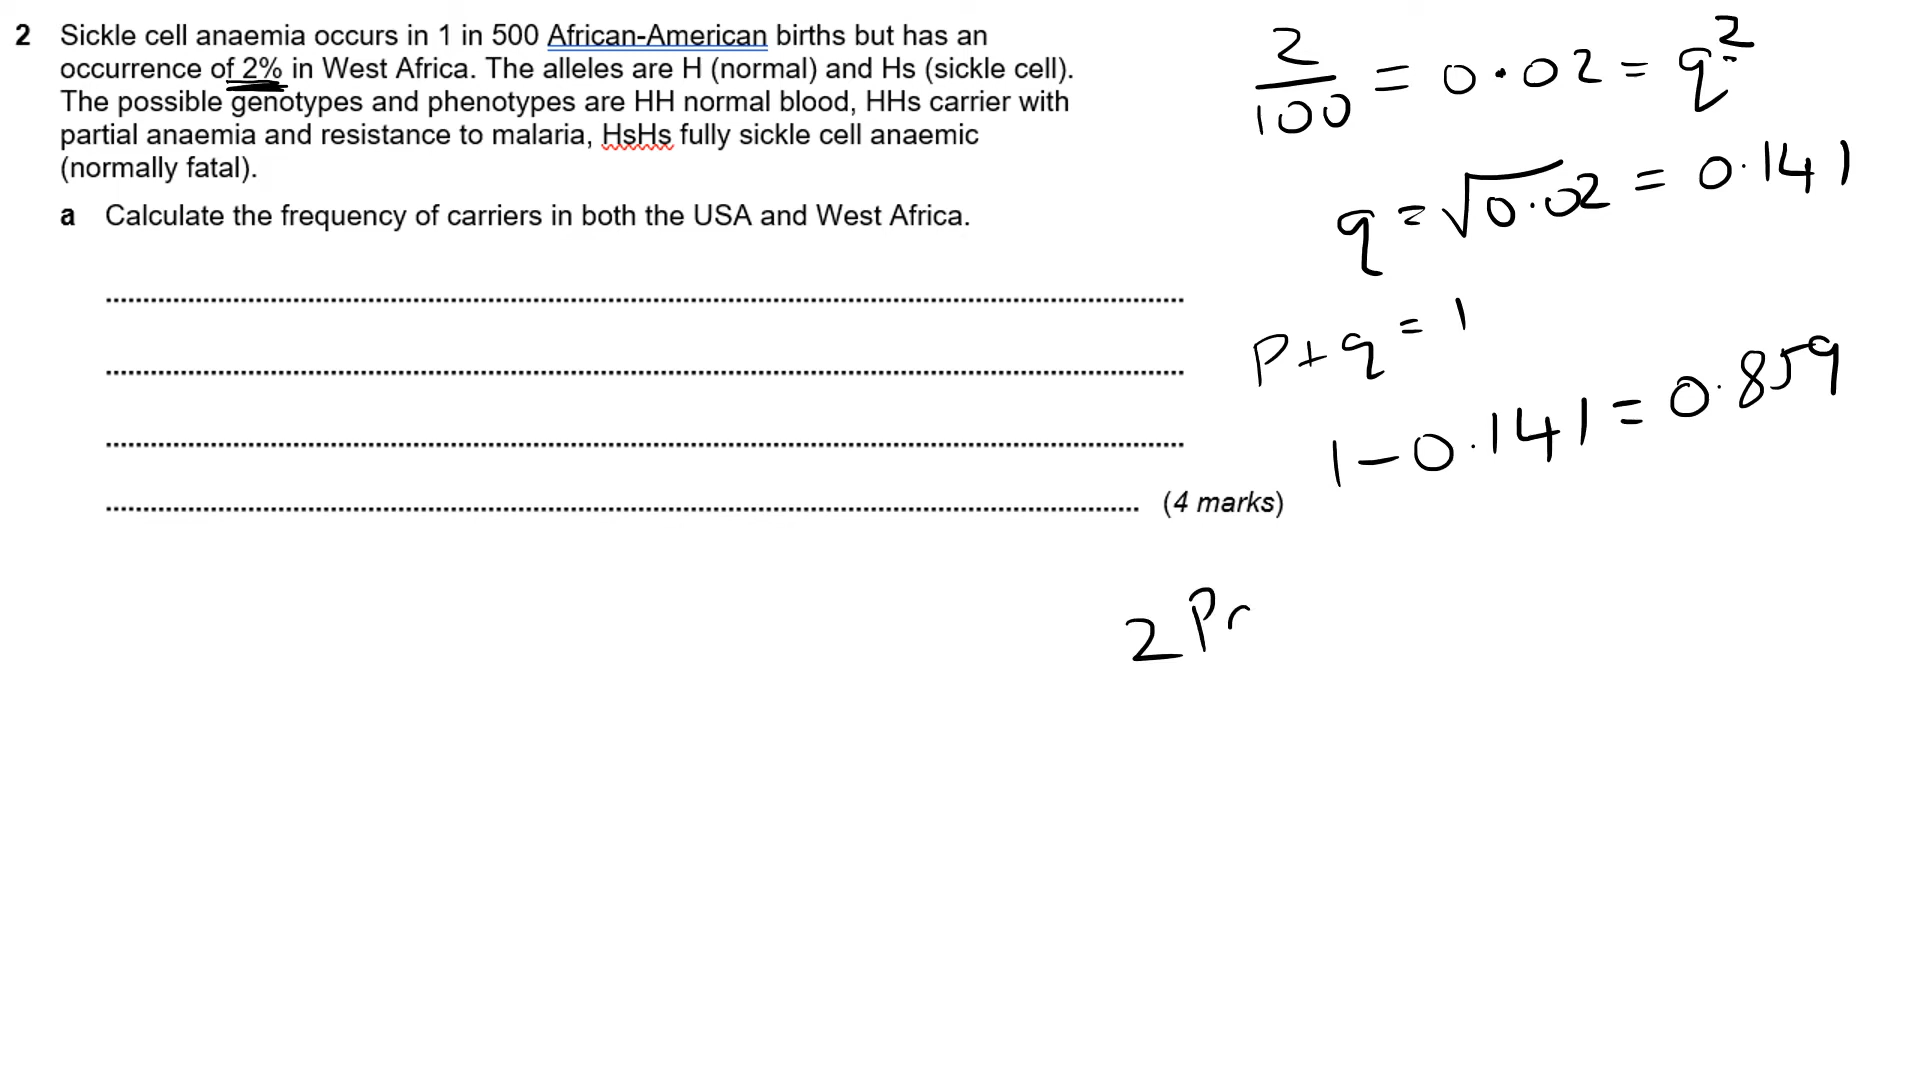 2 Sickle cell anaemia occurs in 1 in 500 African-American births but has an
occurrence of 2% in West Africa. The alleles are H (normal) and Hs (sickle cell).
The possible genotypes and phenotypes are HH normal blood, HHs carrier with
partial anaemia and resistance to malaria, HsHs fully sickle cell anaemic
(normally fatal).
a Calculate the frequency of carriers in both the USA and West Africa.
(4 marks)
2/100 = 0.02 = q²
q = √0.02 = 0.141
P+q = 1
1-0.141 = 0.859
2P